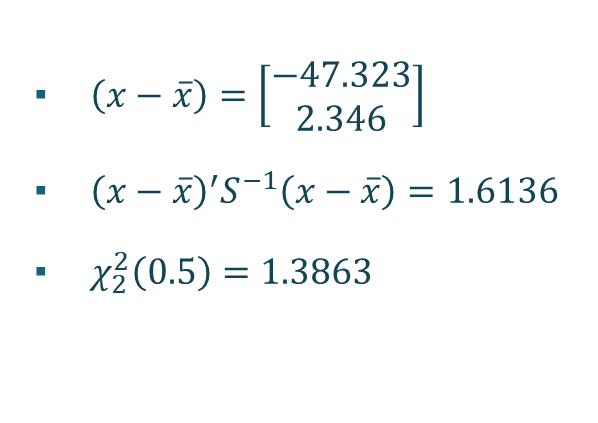 ▪ (x − x̄) = [−47.323
2.346]
▪ (x − x̄)′S⁻¹(x − x̄) = 1.6136
▪ χ₂²(0.5) = 1.3863